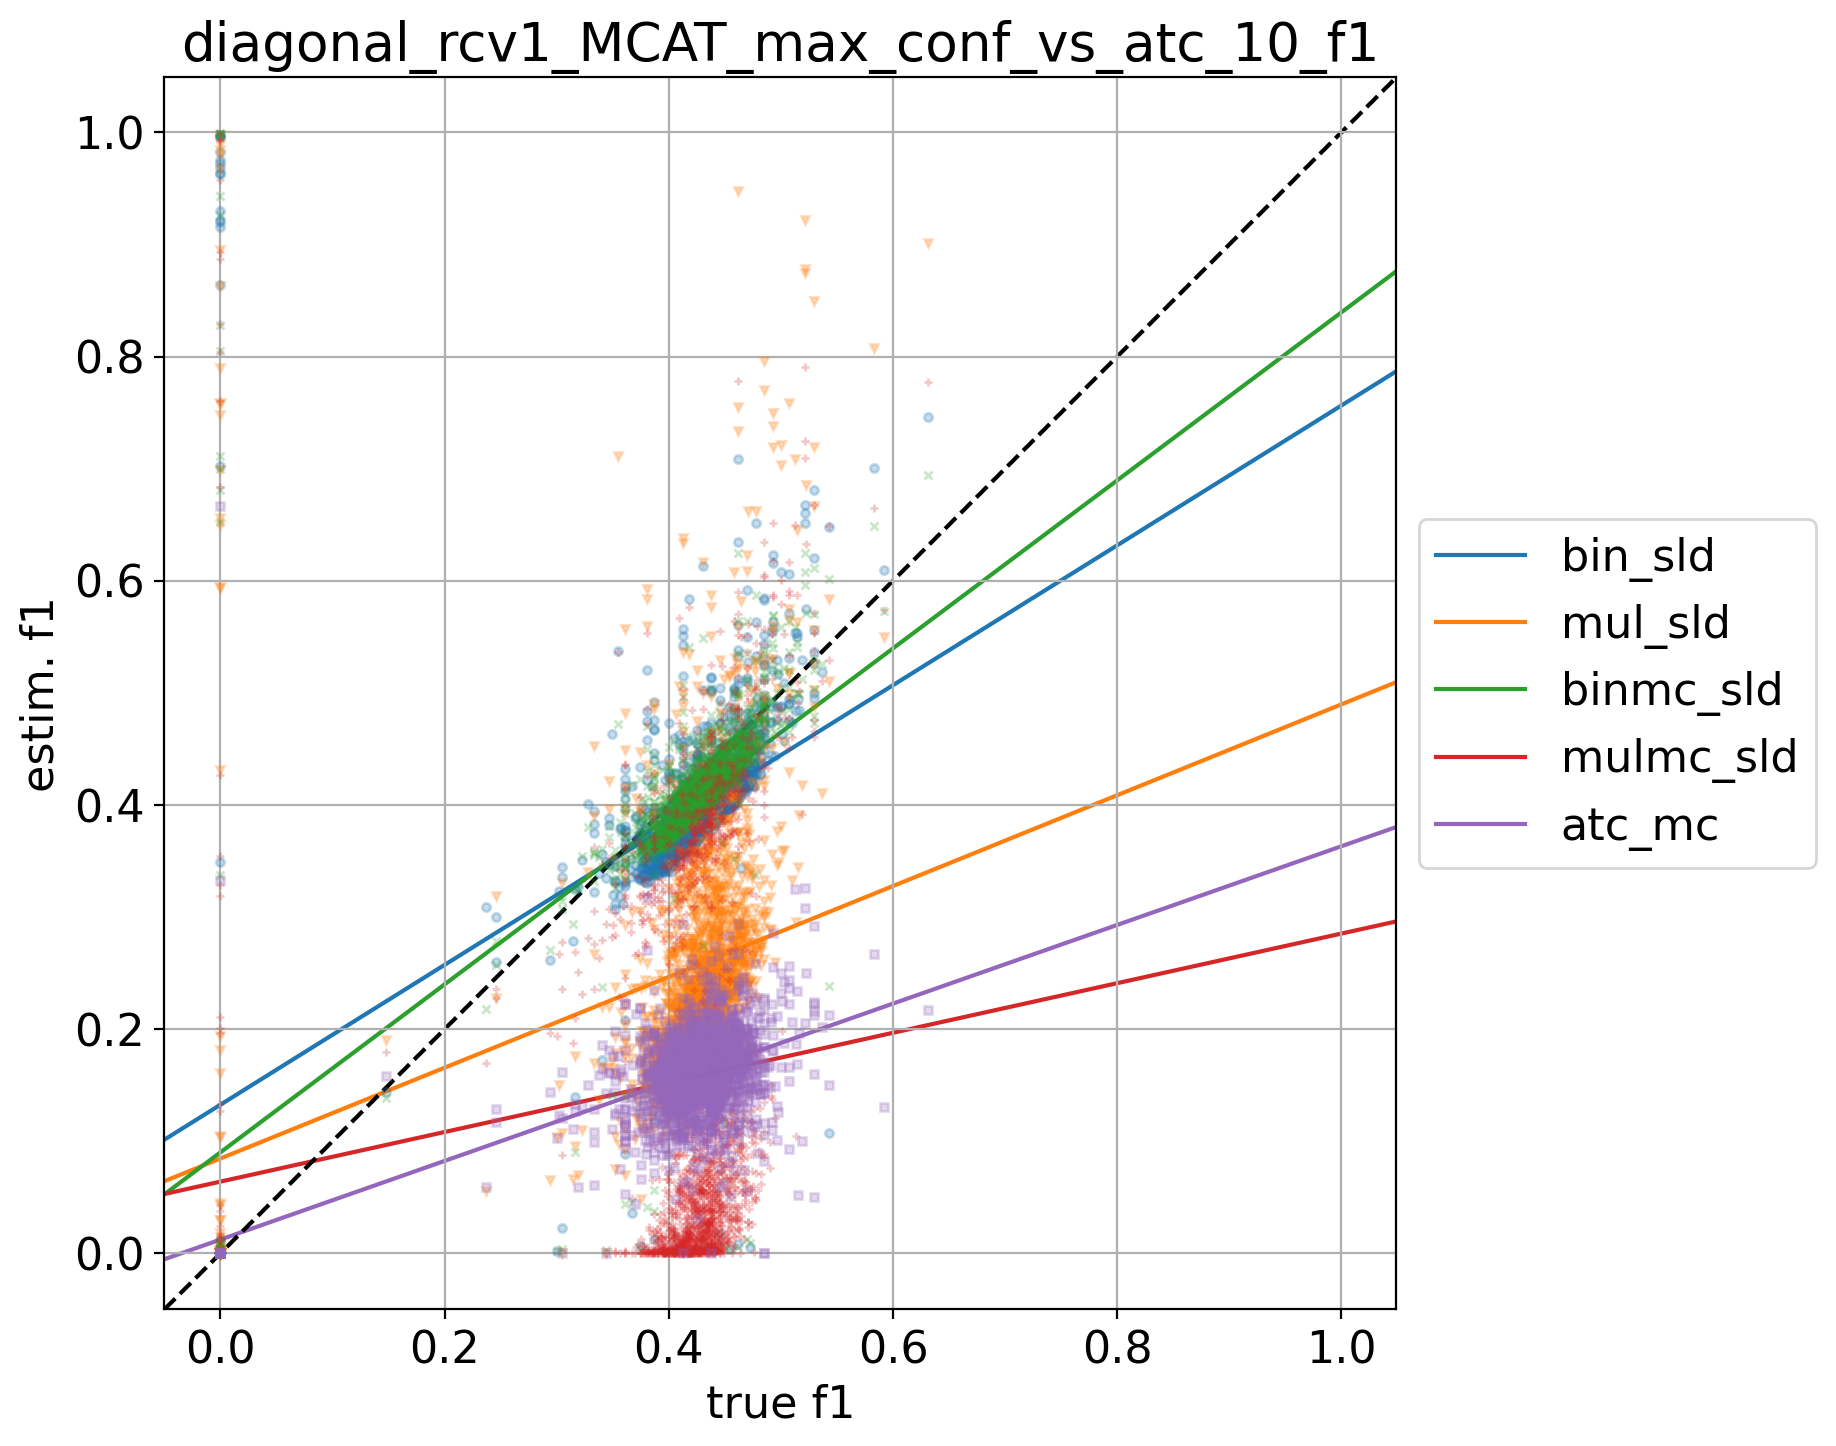 diagonal_rcv1_MCAT_max_conf_vs_atc_10_f1
1.0
0.8
0.6
0.4
0.2
0.0
estim. f1
0.0 0.2 0.4 0.6 0.8 1.0
true f1
bin_sld
mul_sld
binmc_sld
mulmc_sld
atc_mc